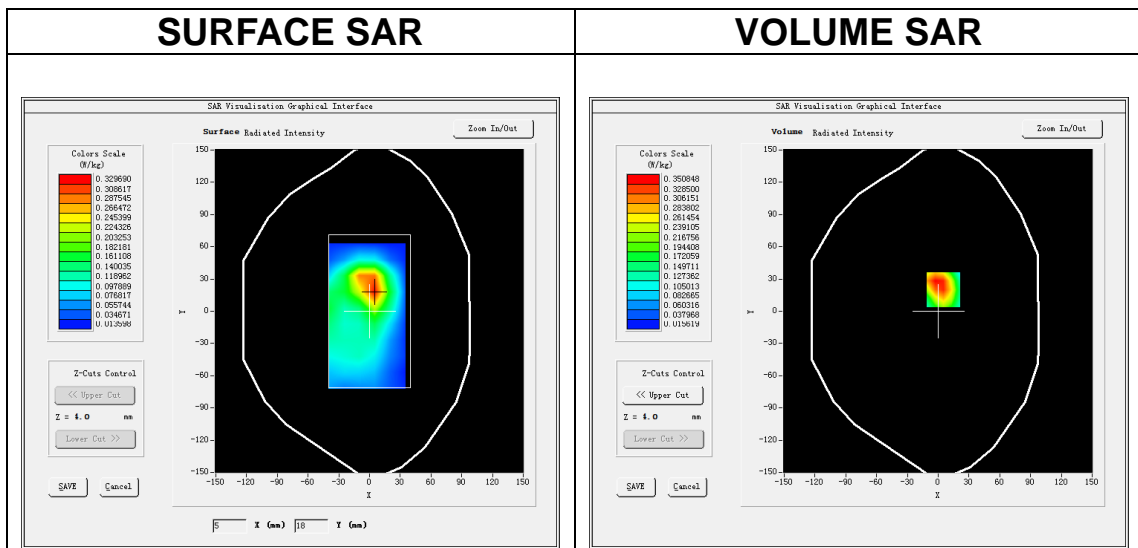 SURFACE SAR
VOLUME SAR
SAR Visualisation Graphical Interface
Surface Radiated Intensity
Zoom In/Out
Colors Scale
(W/kg)
0.329690
0.308617
0.287545
0.266472
0.245399
0.224326
0.203253
0.182181
0.161108
0.140035
0.118962
0.097889
0.076817
0.055744
0.034671
0.013598
Z-Cuts Control
<< Upper Cut
Z = 4.0 mm
Lower Cut >>
SAVE
Cancel
150
120
90
60
30
0
-30
-60
-90
-120
-150
Y
-150 -120 -90 -60 -30 0 30 60 90 120 150
X
5 X (mm) 18 Y (mm)
SAR Visualisation Graphical Interface
Volume Radiated Intensity
Zoom In/Out
Colors Scale
(W/kg)
0.350848
0.328500
0.306151
0.283802
0.261454
0.239105
0.216756
0.194408
0.172059
0.149711
0.127362
0.105013
0.082665
0.060316
0.037968
0.015619
Z-Cuts Control
<< Upper Cut
Z = 4.0 mm
Lower Cut >>
SAVE
Cancel
150
120
90
60
30
0
-30
-60
-90
-120
-150
Y
-150 -120 -90 -60 -30 0 30 60 90 120 150
X